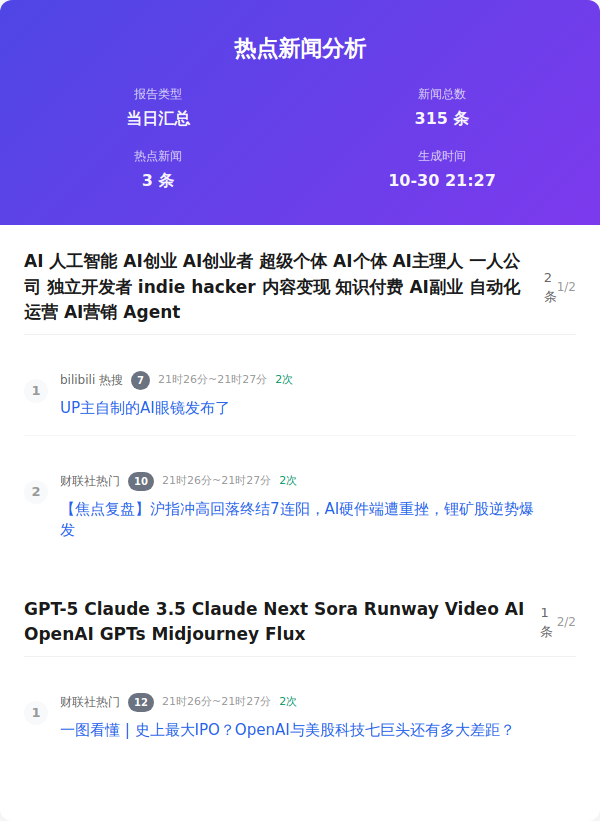 热点新闻分析
报告类型
新闻总数
当日汇总
315 条
热点新闻
生成时间
3 条
10-30 21:27
AI 人工智能 AI创业 AI创业者 超级个体 AI个体 AI主理人 一人公
司 独立开发者 indie hacker 内容变现 知识付费 AI副业 自动化
运营 AI营销 Agent
2
条
1/2
1
bilibili 热搜 7 21时26分~21时27分 2次
UP主自制的AI眼镜发布了
2
财联社热门 10 21时26分~21时27分 2次
【焦点复盘】沪指冲高回落终结7连阳，AI硬件端遭重挫，锂矿股逆势爆
发
GPT-5 Claude 3.5 Claude Next Sora Runway Video AI
OpenAI GPTs Midjourney Flux
1
条
2/2
1
财联社热门 12 21时26分~21时27分 2次
一图看懂 | 史上最大IPO？OpenAI与美股科技七巨头还有多大差距？